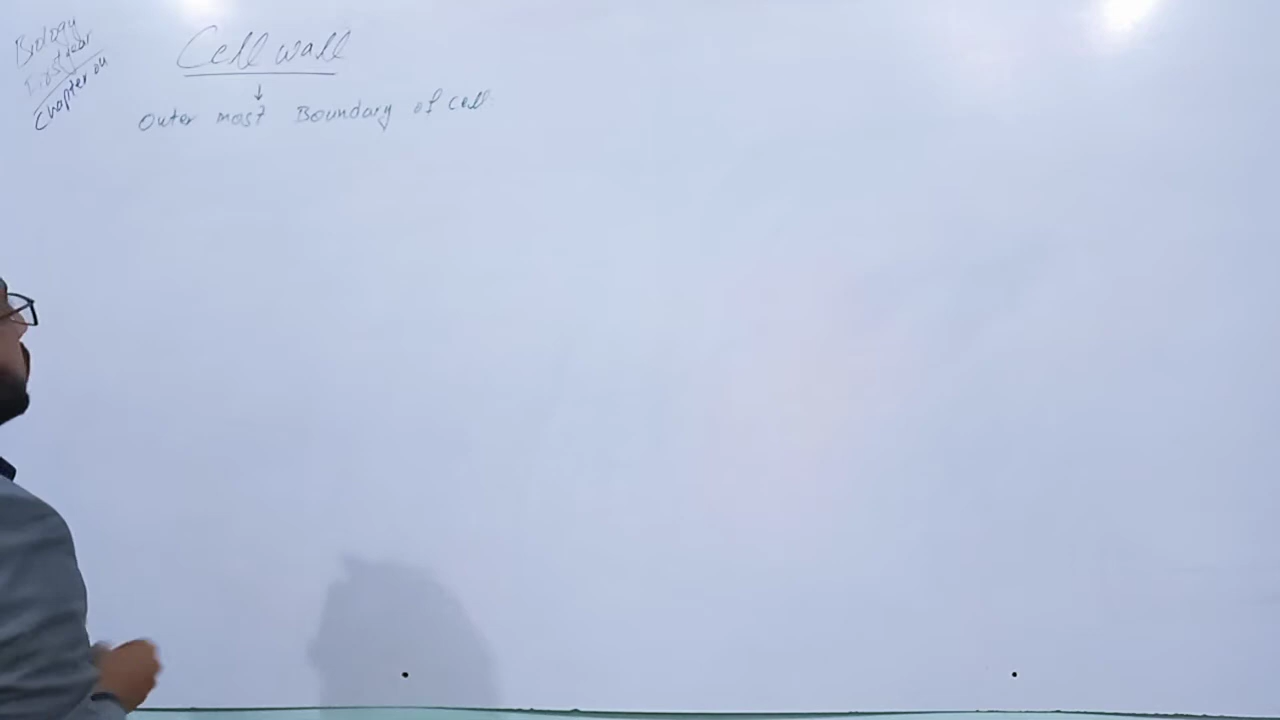 Biology
First year
Chapter 04
Cell wall
↓
Outer most Boundary of cell.